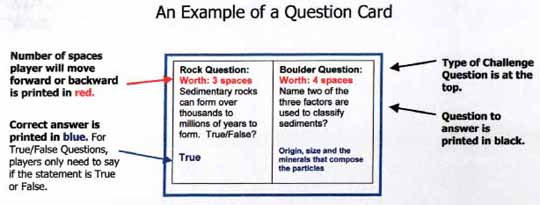 An Example of a Question Card
Number of spaces
player will move
forward or backward
is printed in red.
Correct answer is
printed in blue. For
True/False Questions,
players only need to say
if the statement is True
or False.
Rock Question:
Worth: 3 spaces
Sedimentary rocks
can form over
thousands to
millions of years to
form. True/False?
True
Boulder Question:
Worth: 4 spaces
Name two of the
three factors are
used to classify
sediments?
Origin, size and the
minerals that compose
the particles
Type of Challenge
Question is at the
top.
Question to
answer is
printed in black.